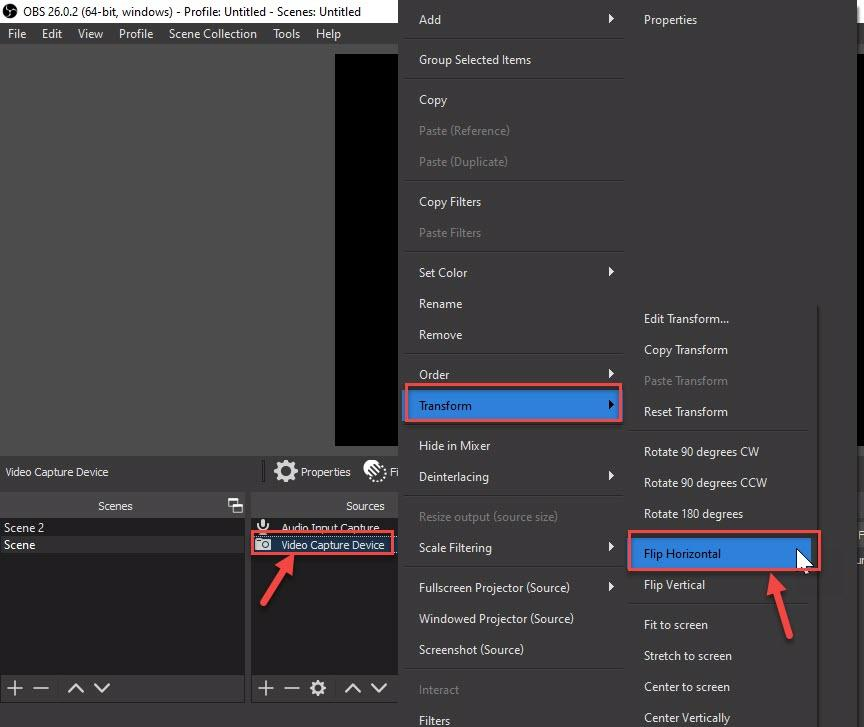 OBS 26.0.2 (64-bit, windows) - Profile: Untitled - Scenes: Untitled
File Edit View Profile Scene Collection Tools Help
Add
Group Selected Items
Copy
Paste (Reference)
Paste (Duplicate)
Copy Filters
Paste Filters
Set Color
Rename
Remove
Order
Transform
Hide in Mixer
Deinterlacing
Resize output (source size)
Scale Filtering
Fullscreen Projector (Source)
Windowed Projector (Source)
Screenshot (Source)
Interact
Filters
Properties
Edit Transform...
Copy Transform
Paste Transform
Reset Transform
Rotate 90 degrees CW
Rotate 90 degrees CCW
Rotate 180 degrees
Flip Horizontal
Flip Vertical
Fit to screen
Stretch to screen
Center to screen
Center Vertically
Video Capture Device
Properties
Scenes
Scene 2
Scene
Sources
Audio Input Capture
Video Capture Device